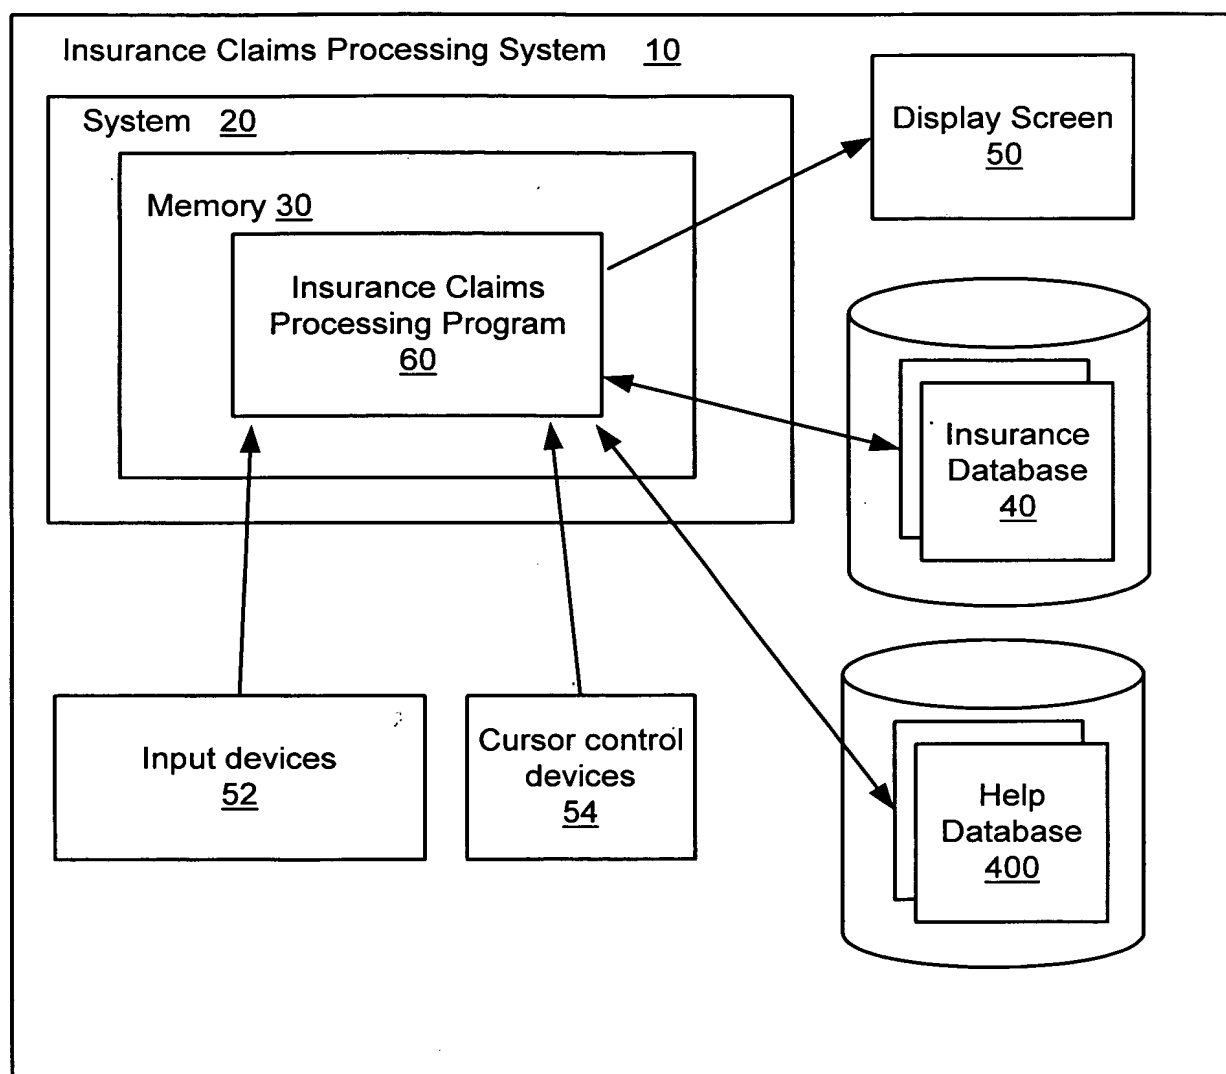 Insurance Claims Processing System 10
System 20
Memory 30
Insurance Claims
Processing Program
60
Display Screen
50
Insurance
Database
40
Input devices
52
Cursor control
devices
54
Help
Database
400